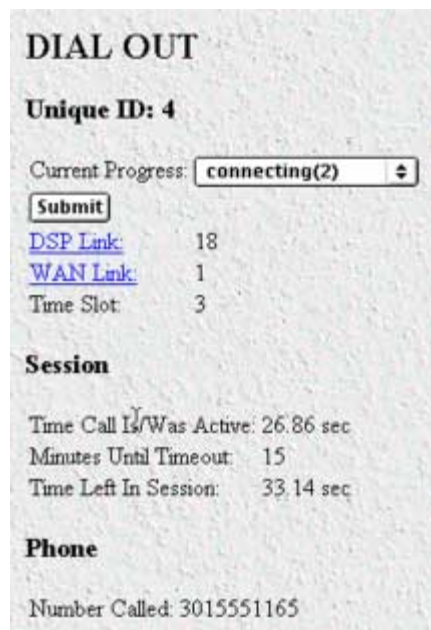 DIAL OUT
Unique ID: 4
Current Progress: connecting(2)
Submit
DSP Link: 18
WAN Link: 1
Time Slot: 3
Session
Time Call Is/Was Active: 26.86 sec
Minutes Until Timeout: 15
Time Left In Session: 33.14 sec
Phone
Number Called: 3015551165